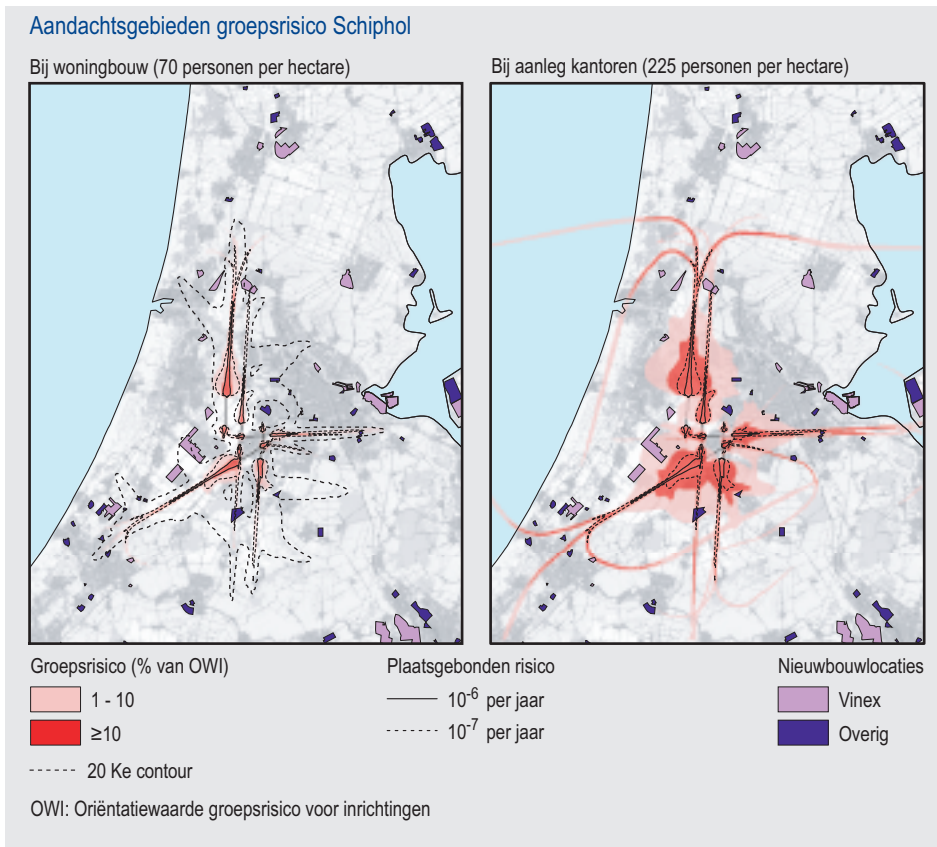 Aandachtsgebieden groepsrisico Schiphol
Bij woningbouw (70 personen per hectare)
Bij aanleg kantoren (225 personen per hectare)
Groepsrisico (% van OWI)
1 - 10
≥10
20 Ke contour
Plaatsgebonden risico
10⁻⁶ per jaar
10⁻⁷ per jaar
Nieuwbouwlocaties
Vinex
Overig
OWI: Oriëntatiewaarde groepsrisico voor inrichtingen